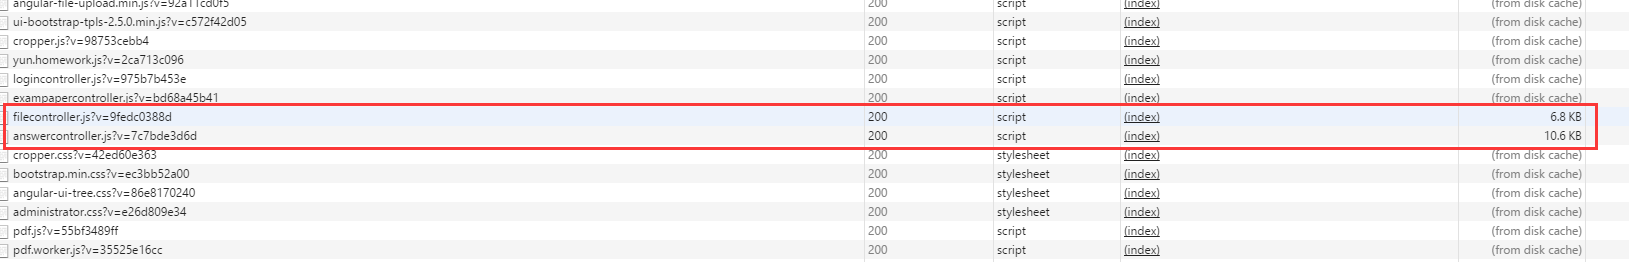 angular-file-upload.min.js?v=92a11cd0f5 200 script (index) (from disk cache)
ui-bootstrap-tpls-2.5.0.min.js?v=c572f42d05 200 script (index) (from disk cache)
cropper.js?v=98753cebb4 200 script (index) (from disk cache)
yun.homework.js?v=2ca713c096 200 script (index) (from disk cache)
logincontroller.js?v=975b7b453e 200 script (index) (from disk cache)
exampapercontroller.js?v=bd68a45b41 200 script (index) (from disk cache)
filecontroller.js?v=9fedc0388d 200 script (index) 6.8 KB
answercontroller.js?v=7c7bde3d6d 200 script (index) 10.6 KB
cropper.css?v=42ed60e363 200 stylesheet (index) (from disk cache)
bootstrap.min.css?v=ec3bb52a00 200 stylesheet (index) (from disk cache)
angular-ui-tree.css?v=86e8170240 200 stylesheet (index) (from disk cache)
administrator.css?v=e26d809e34 200 stylesheet (index) (from disk cache)
pdf.js?v=55bf3489ff 200 script (index) (from disk cache)
pdf.worker.js?v=35525e16cc 200 script (index) (from disk cache)